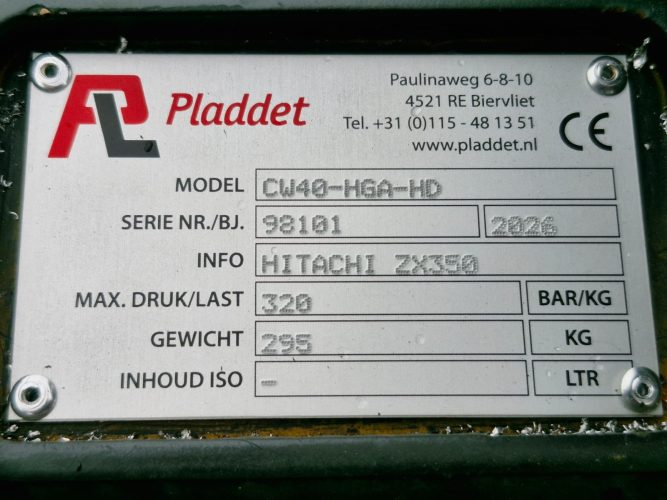 PL Pladdet
Paulinaweg 6-8-10
4521 RE Biervliet
Tel. +31 (0)115 - 48 13 51
www.pladdet.nl
CE
MODEL CW40-HGA-HD
SERIE NR./BJ. 98101 2026
INFO HITACHI ZX350
MAX. DRUK/LAST 320 BAR/KG
GEWICHT 295 KG
INHOUD ISO - LTR